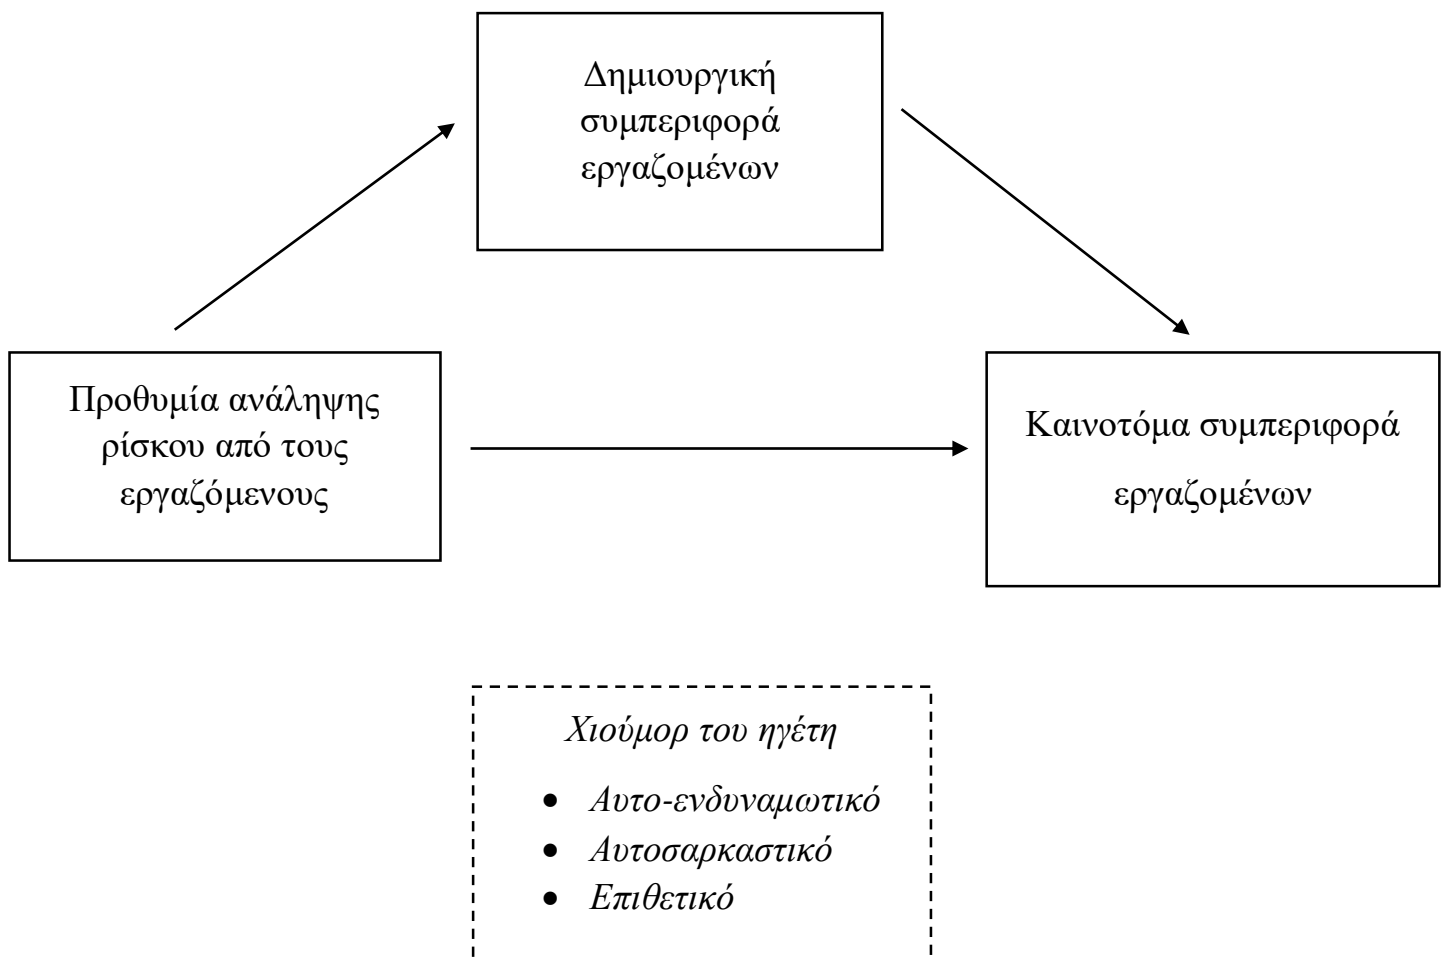 Δημιουργική
συμπεριφορά
εργαζομένων
Προθυμία ανάληψης
ρίσκου από τους
εργαζόμενους
Καινοτόμα συμπεριφορά
εργαζομένων
Χιούμορ του ηγέτη
• Αυτο-ενδυναμωτικό
• Αυτοσαρκαστικό
• Επιθετικό